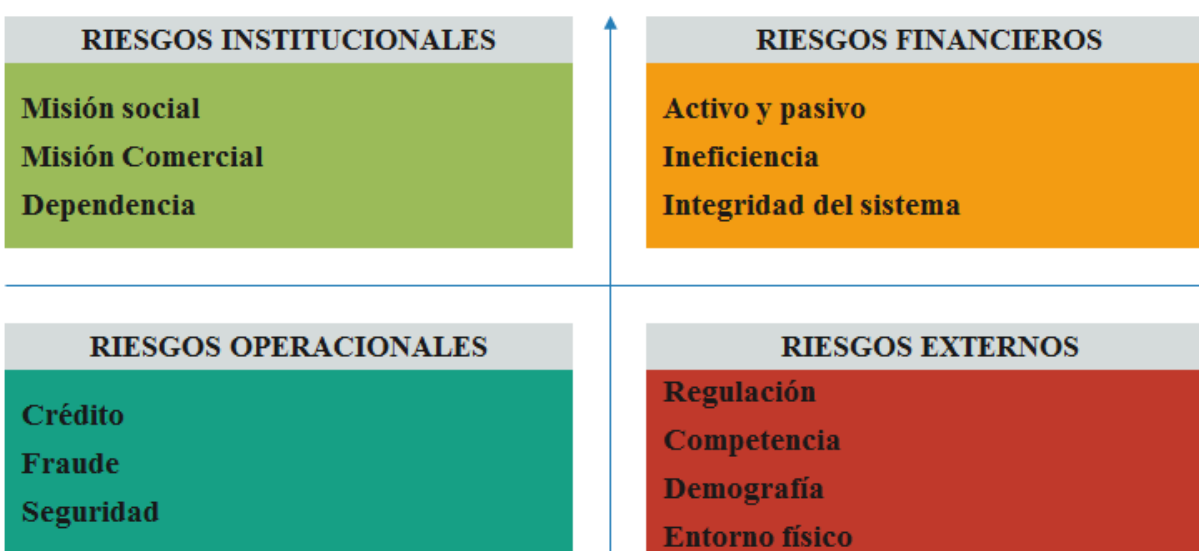 RIESGOS INSTITUCIONALES
Misión social
Misión Comercial
Dependencia
RIESGOS FINANCIEROS
Activo y pasivo
Ineficiencia
Integridad del sistema
RIESGOS OPERACIONALES
Crédito
Fraude
Seguridad
RIESGOS EXTERNOS
Regulación
Competencia
Demografía
Entorno físico